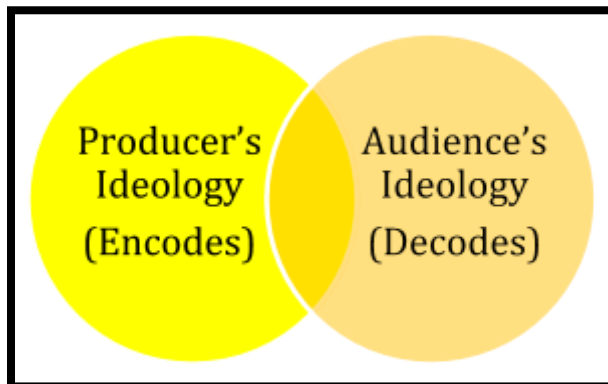 Producer's
Ideology
(Encodes)
Audience's
Ideology
(Decodes)